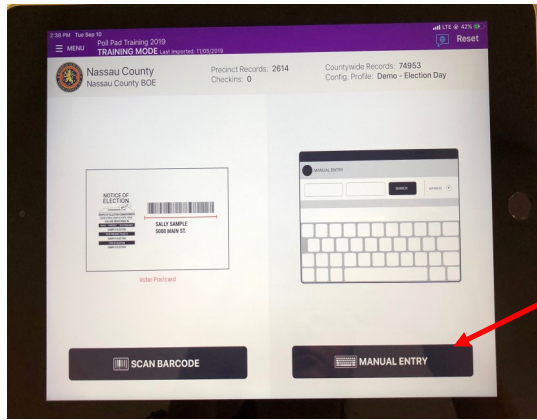 2:38 PM Tue Sep 10
LTE 42%
MENU
Poll Pad Training 2019
TRAINING MODE Last Imported: 11/05/2019
Reset
Nassau County
Nassau County BOE
Precinct Records: 2614
Checkins: 0
Countywide Records: 74953
Config. Profile: Demo - Election Day
NOTICE OF
ELECTION
SALLY SAMPLE
5000 MAIN ST.
Voter Postcard
MANUAL ENTRY
SEARCH
SCAN BARCODE
MANUAL ENTRY